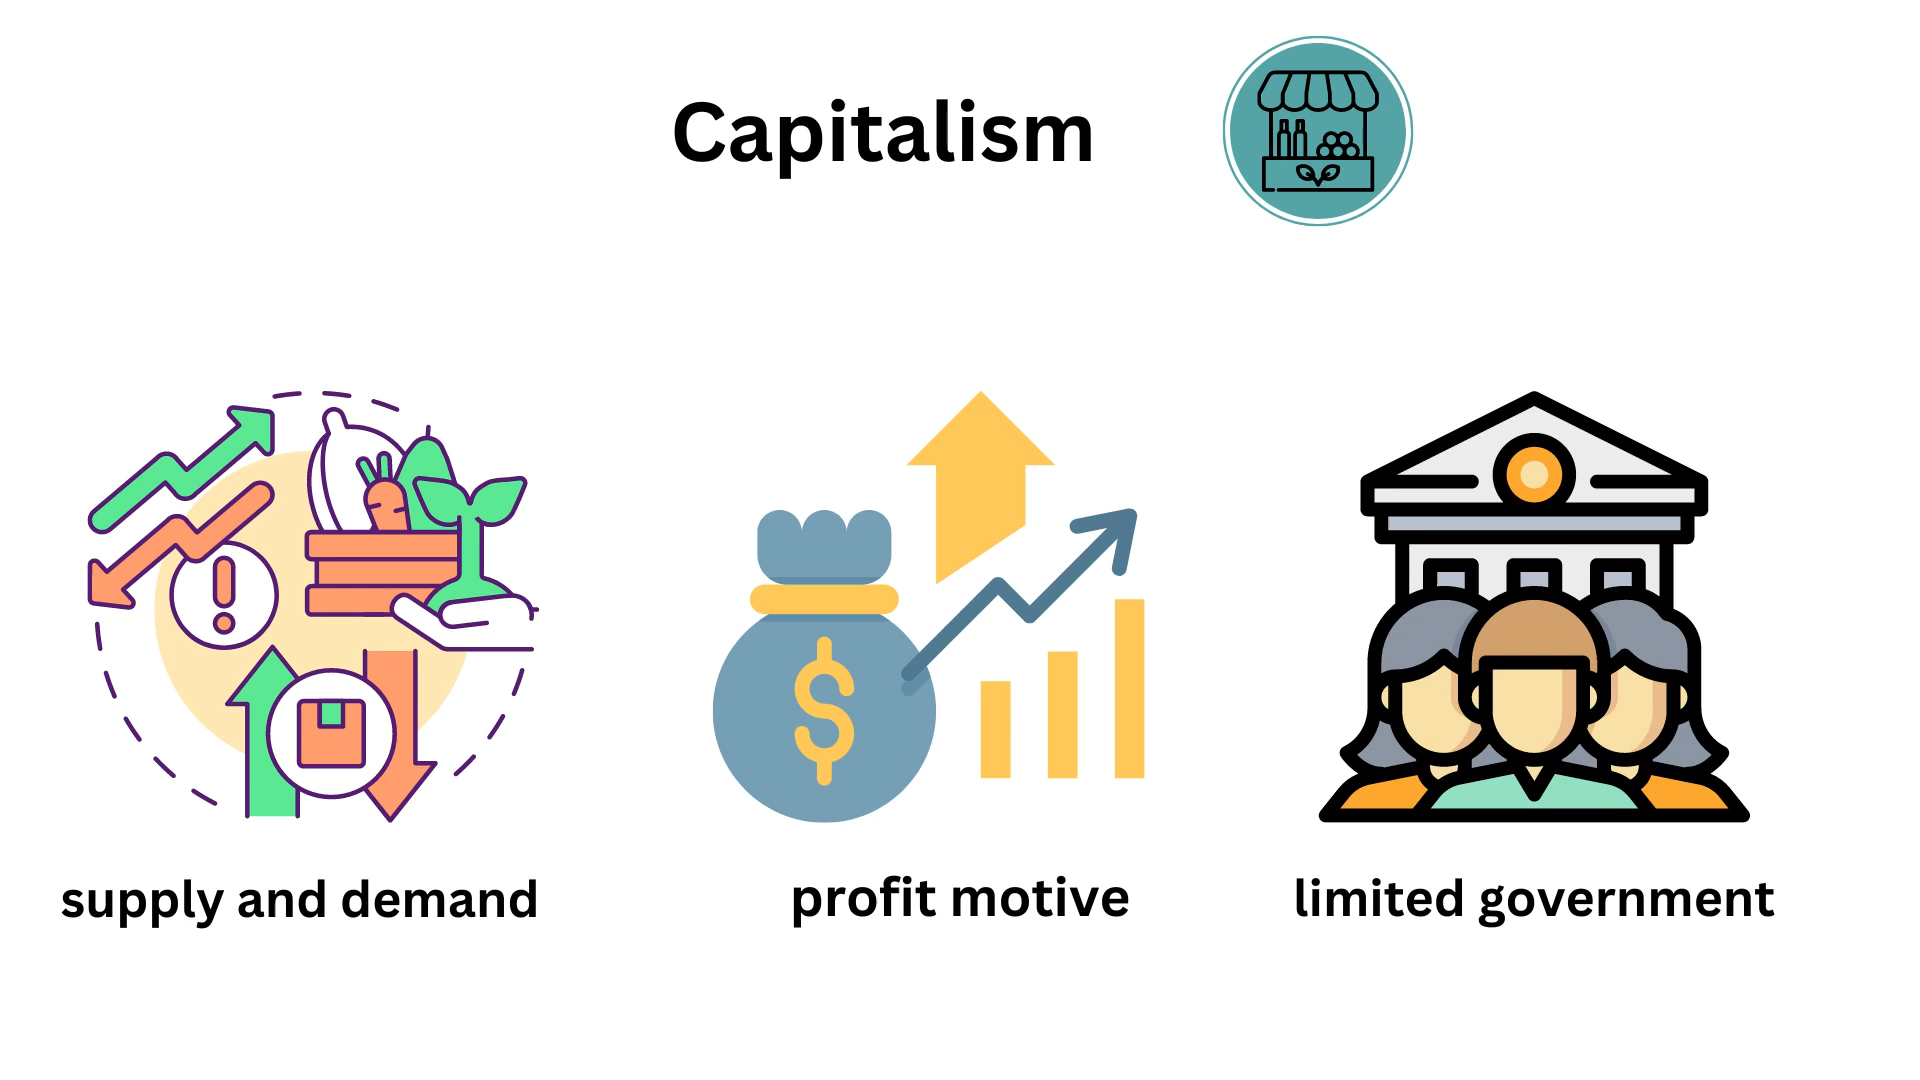 Capitalism
supply and demand
profit motive
limited government